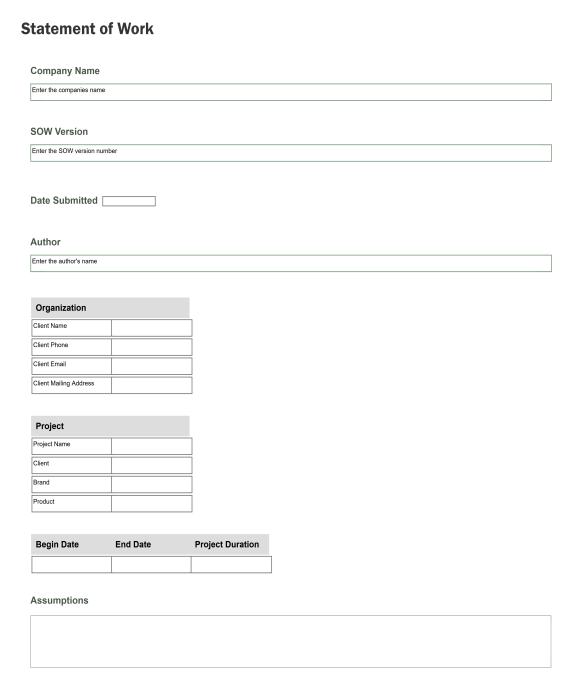 Statement of Work
Company Name
Enter the companies name
SOW Version
Enter the SOW version number
Date Submitted
Author
Enter the author's name
Organization
Client Name
Client Phone
Client Email
Client Mailing Address
Project
Project Name
Client
Brand
Product
Begin Date End Date Project Duration
Assumptions